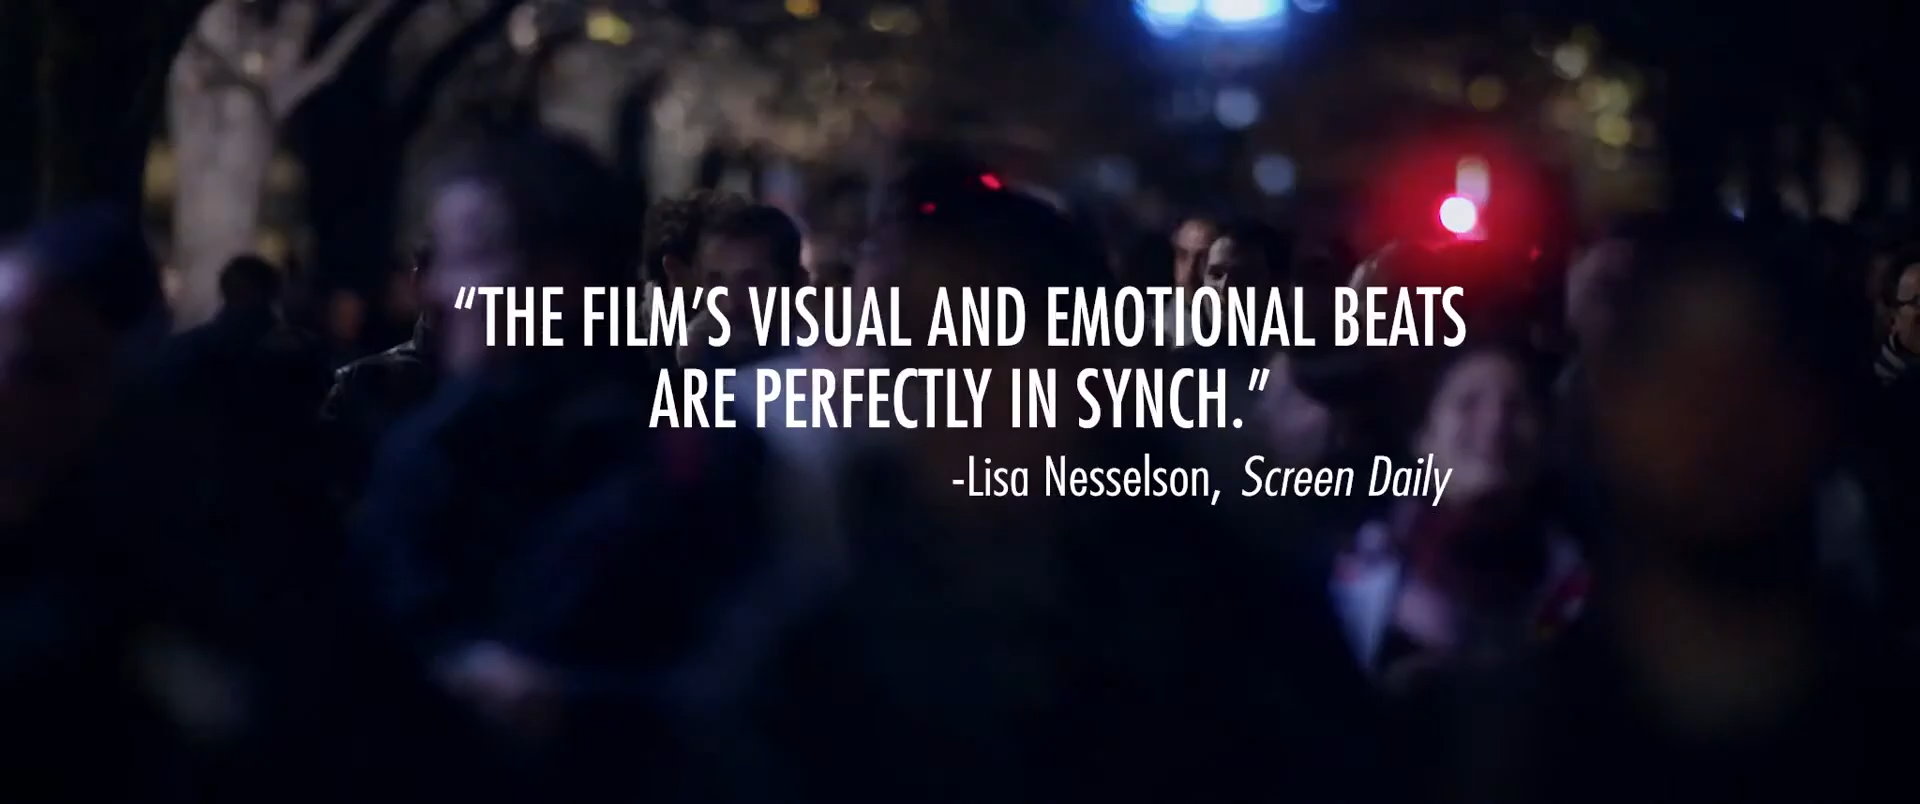 “THE FILM’S VISUAL AND EMOTIONAL BEATS
ARE PERFECTLY IN SYNCH.”
-Lisa Nesselson, Screen Daily